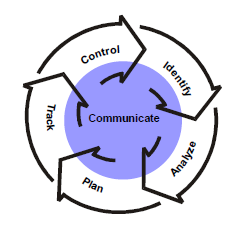 Control
Identify
Communicate
Track
Analyze
Plan